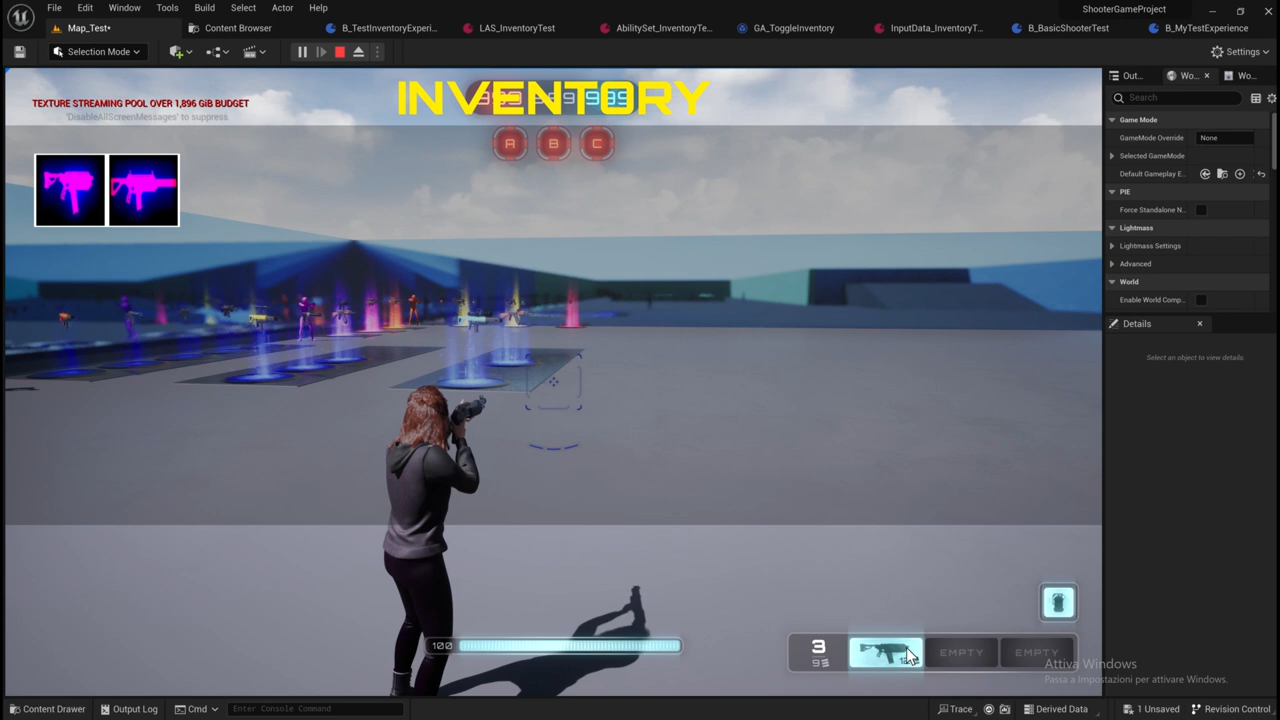 File Edit Window Tools Build Select Actor Help
ShooterGameProject
Map_Test*
Content Browser
B_TestInventoryExperi...
LAS_InventoryTest
AbilitySet_InventoryTe...
GA_ToggleInventory
InputData_InventoryT...
B_BasicShooterTest
B_MyTestExperience
Selection Mode
Settings
TEXTURE STREAMING POOL OVER 1,896 GiB BUDGET
'DisableAllScreenMessages' to suppress
INVENTORY
A B C
Out...
Wo...
Wo...
Search
Game Mode
GameMode Override
None
Selected GameMode
Default Gameplay E...
PIE
Force Standalone N...
Lightmass
Lightmass Settings
Advanced
World
Enable World Comp...
Details
Select an object to view details.
100
3
9
EMPTY
EMPTY
Attiva Windows
Passa a Impostazioni per attivare Windows.
Content Drawer
Output Log
Cmd
Enter Console Command
Trace
Derived Data
1 Unsaved
Revision Control